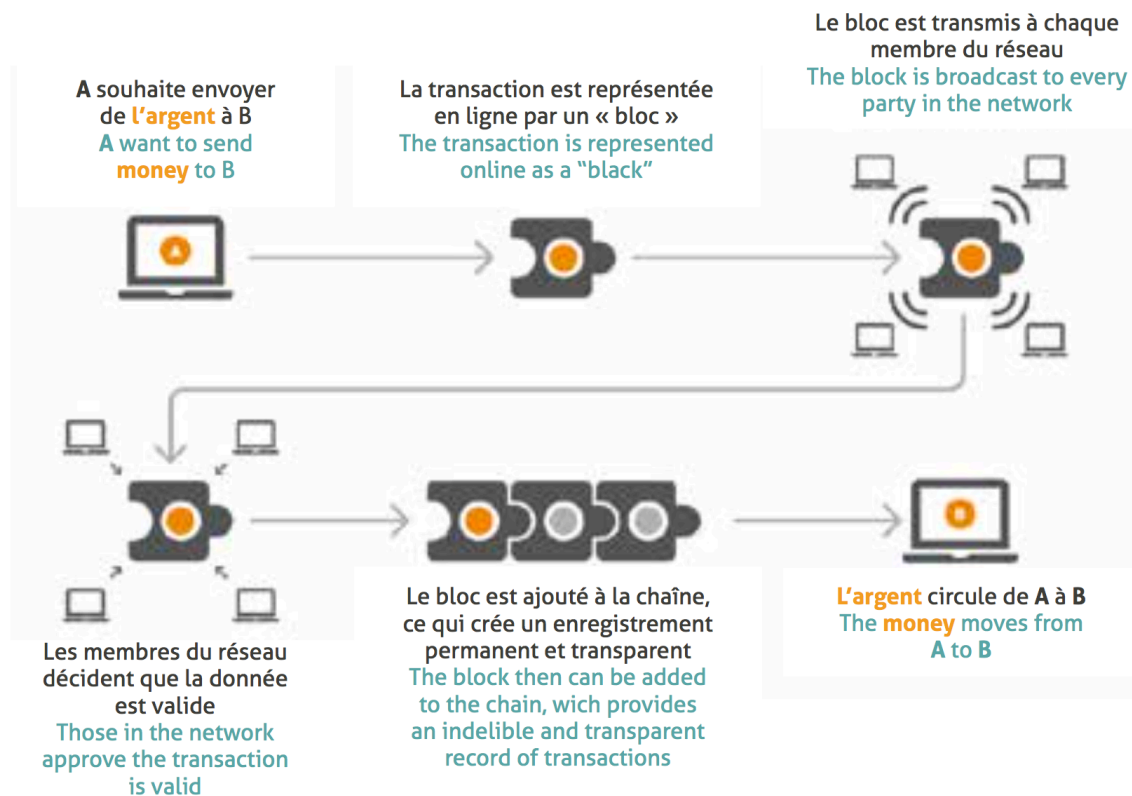 A souhaite envoyer
de l'argent à B
A want to send
money to B
La transaction est représentée
en ligne par un « bloc »
The transaction is represented
online as a “black”
Le bloc est transmis à chaque
membre du réseau
The block is broadcast to every
party in the network
A
Les membres du réseau
décident que la donnée
est valide
Those in the network
approve the transaction
is valid
Le bloc est ajouté à la chaîne,
ce qui crée un enregistrement
permanent et transparent
The block then can be added
to the chain, wich provides
an indelible and transparent
record of transactions
B
L'argent circule de A à B
The money moves from
A to B